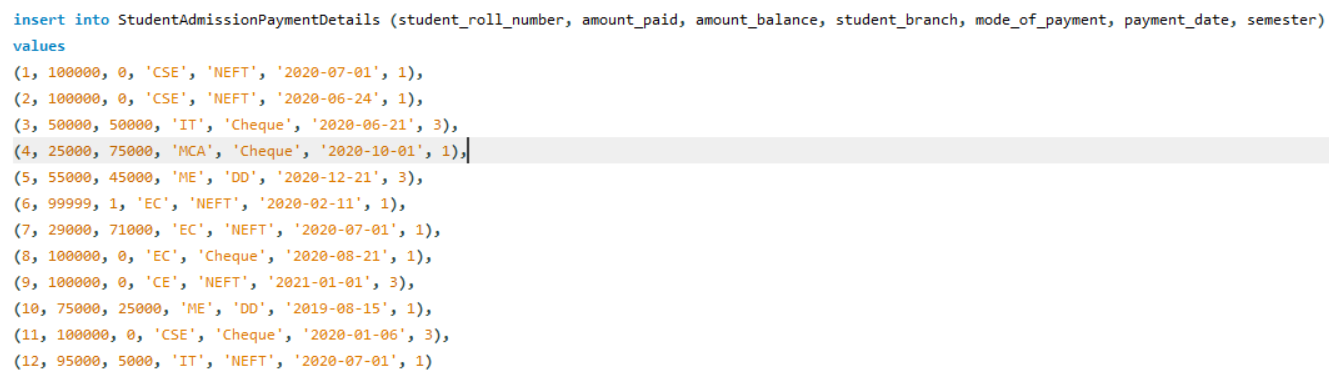 insert into StudentAdmissionPaymentDetails (student_roll_number, amount_paid, amount_balance, student_branch, mode_of_payment, payment_date, semester)
values
(1, 100000, 0, 'CSE', 'NEFT', '2020-07-01', 1),
(2, 100000, 0, 'CSE', 'NEFT', '2020-06-24', 1),
(3, 50000, 50000, 'IT', 'Cheque', '2020-06-21', 3),
(4, 25000, 75000, 'MCA', 'Cheque', '2020-10-01', 1),
(5, 55000, 45000, 'ME', 'DD', '2020-12-21', 3),
(6, 99999, 1, 'EC', 'NEFT', '2020-02-11', 1),
(7, 29000, 71000, 'EC', 'NEFT', '2020-07-01', 1),
(8, 100000, 0, 'EC', 'Cheque', '2020-08-21', 1),
(9, 100000, 0, 'CE', 'NEFT', '2021-01-01', 3),
(10, 75000, 25000, 'ME', 'DD', '2019-08-15', 1),
(11, 100000, 0, 'CSE', 'Cheque', '2020-01-06', 3),
(12, 95000, 5000, 'IT', 'NEFT', '2020-07-01', 1)